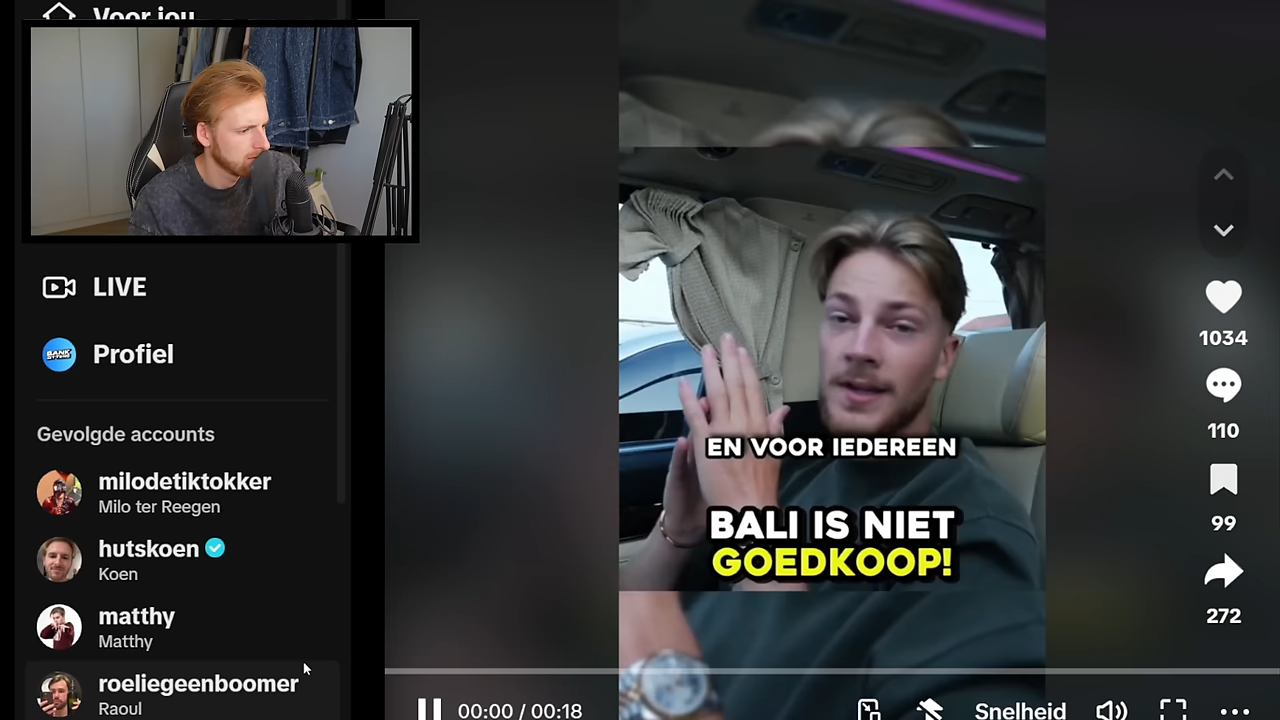 Voor jou
LIVE
Profiel
Gevolgde accounts
milodetiktokker
Milo ter Reegen
hutskoen
Koen
matthy
Matthy
roeliegeenboomer
Raoul
EN VOOR IEDEREEN
BALI IS NIET
GOEDKOOP!
1034
110
99
272
00:00 / 00:18
Snelheid